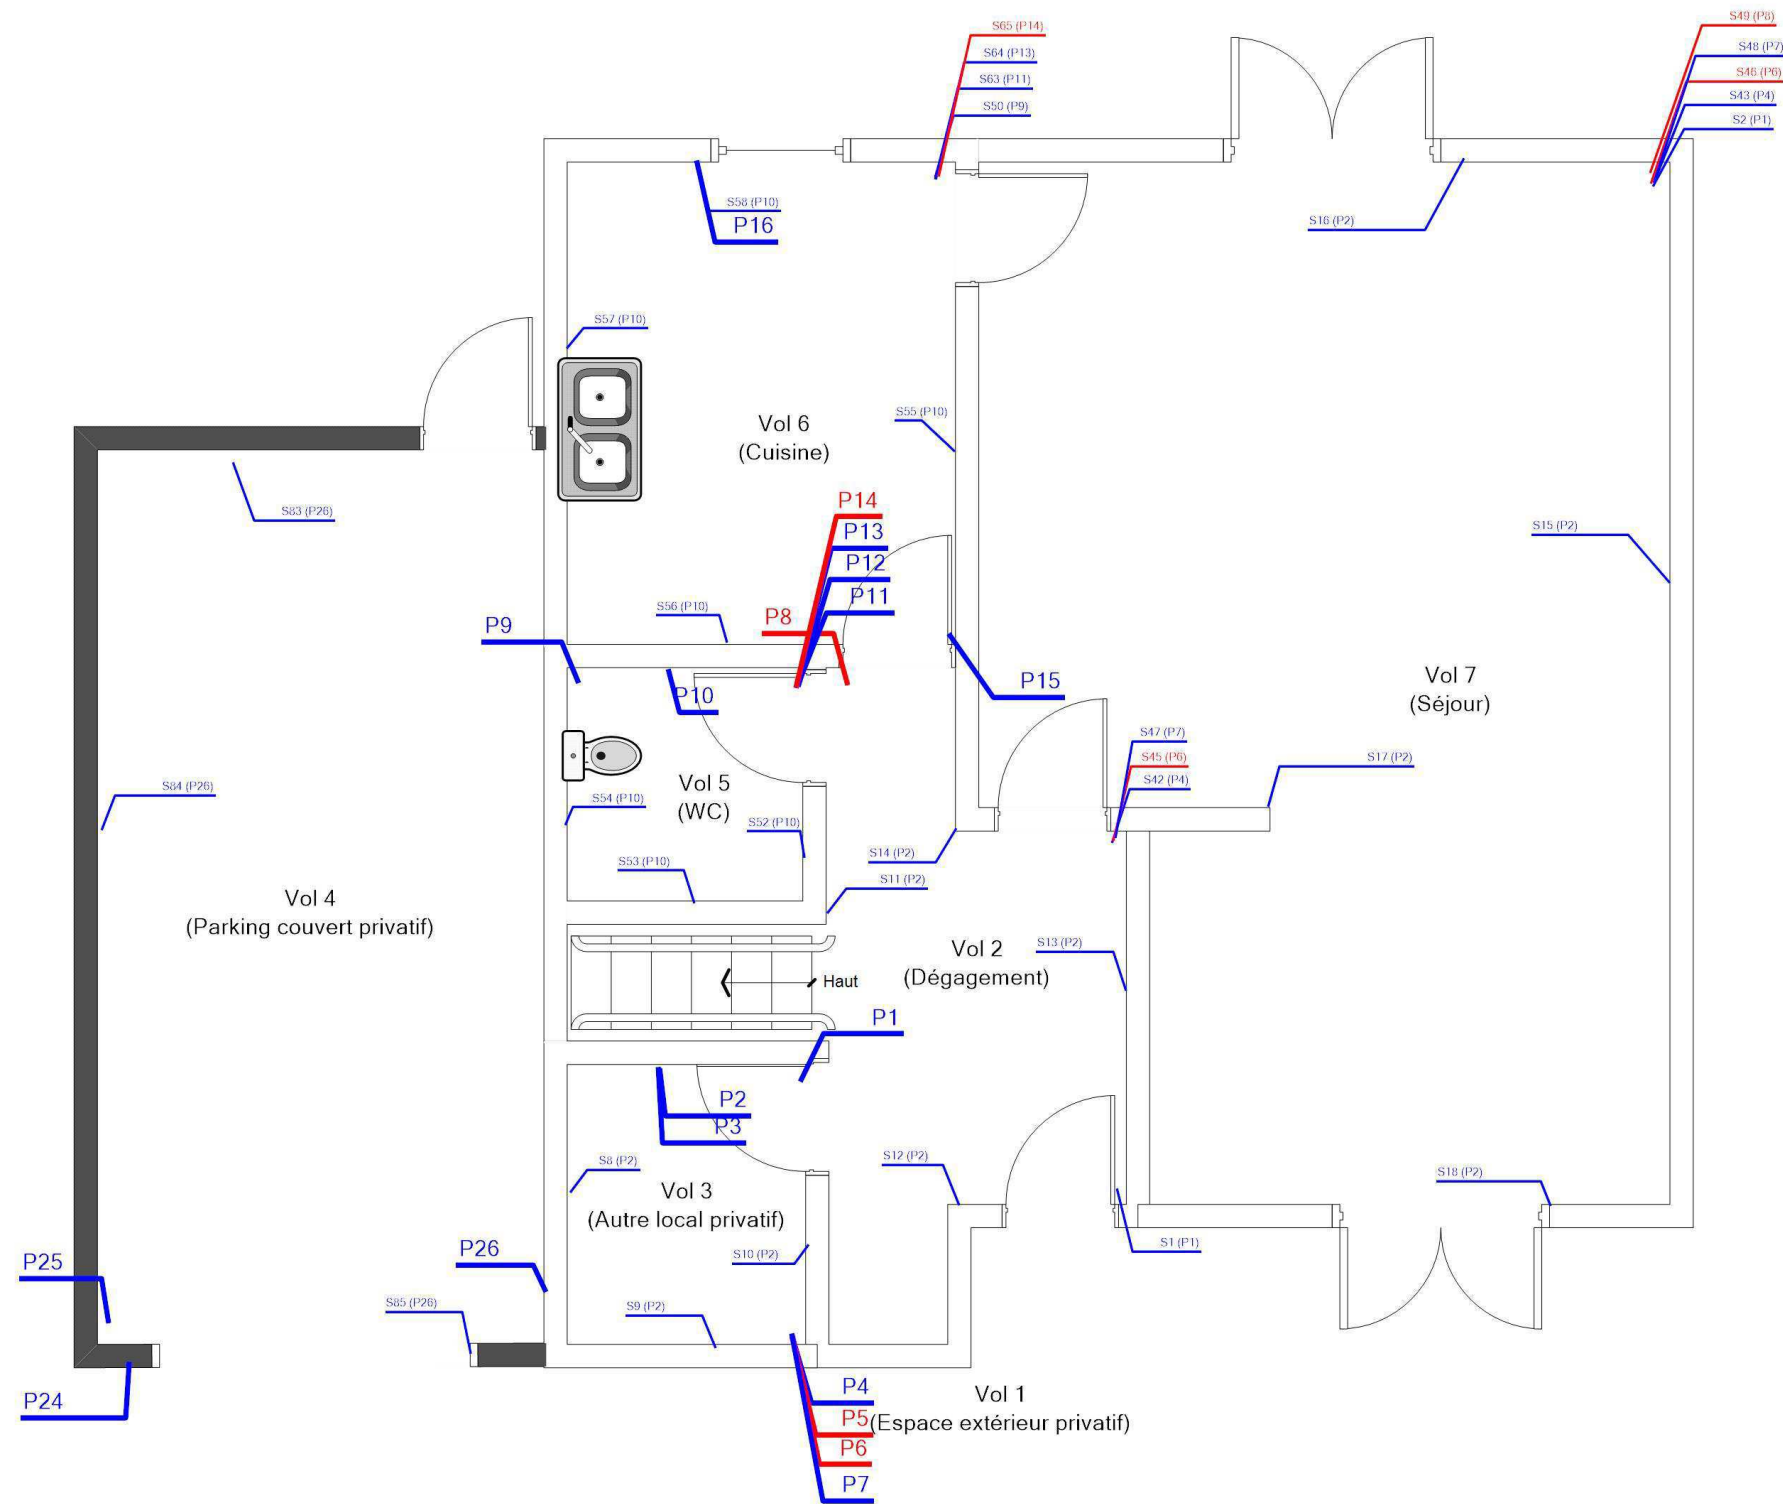 S65 (P14)
S64 (P13)
S63 (P11)
S50 (P9)
S49 (P8)
S48 (P7)
S46 (P6)
S43 (P4)
S2 (P1)
S58 (P10)
P16
S16 (P2)
S57 (P10)
Vol 6
(Cuisine)
S55 (P10)
S83 (P26)
P14
P13
P12
P11
S15 (P2)
S56 (P10)
P8
P9
P10
P15
Vol 7
(Séjour)
S47 (P7)
S45 (P6)
S42 (P4)
S17 (P2)
S84 (P26)
Vol 5
(WC)
S54 (P10)
S52 (P10)
S53 (P10)
S14 (P2)
S11 (P2)
Vol 4
(Parking couvert privatif)
Vol 2
(Dégagement)
S13 (P2)
Haut
P1
P2
P3
S8 (P2)
S12 (P2)
S18 (P2)
Vol 3
(Autre local privatif)
S10 (P2)
S1 (P1)
P25
P26
S85 (P26)
S9 (P2)
P24
P4
P5
P6
P7
Vol 1
(Espace extérieur privatif)